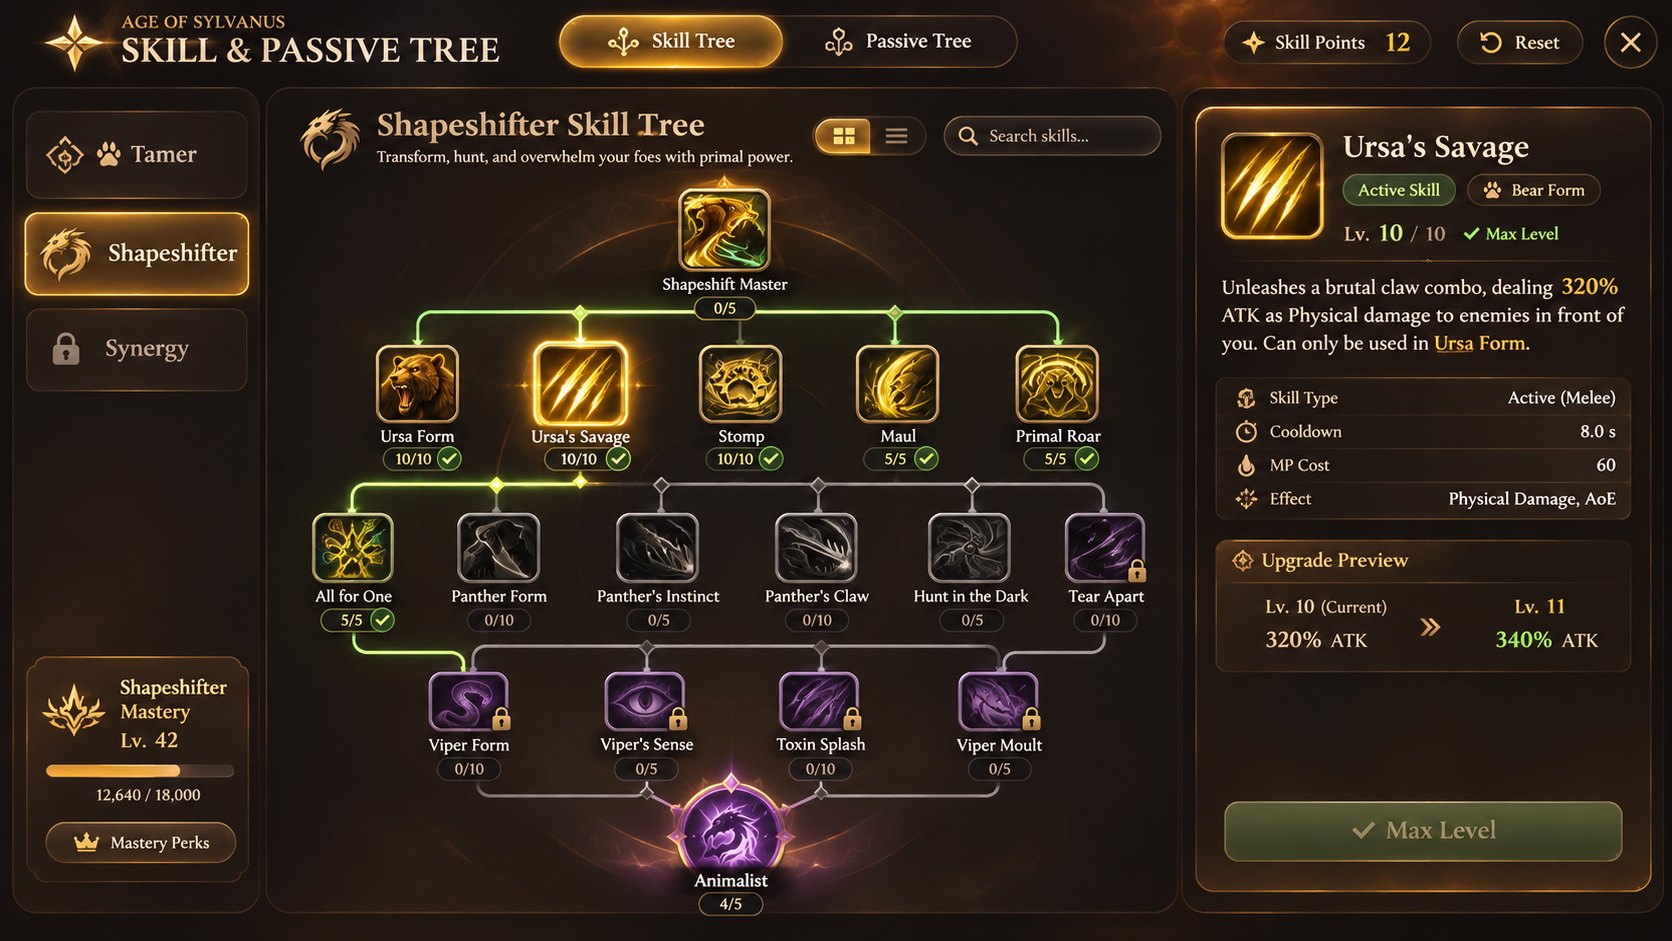 AGE OF SYLVANUS
SKILL & PASSIVE TREE
Skill Tree
Passive Tree
Skill Points 12
Reset
Tamer
Shapeshifter
Synergy
Shapeshifter
Mastery
Lv. 42
12,640 / 18,000
Mastery Perks
Shapeshifter Skill Tree
Transform, hunt, and overwhelm your foes with primal power.
Search skills...
Shapeshift Master
0/5
Ursa Form
10/10
Ursa's Savage
10/10
Stomp
10/10
Maul
5/5
Primal Roar
5/5
All for One
5/5
Panther Form
0/10
Panther's Instinct
0/5
Panther's Claw
0/10
Hunt in the Dark
0/5
Tear Apart
0/10
Viper Form
0/10
Viper's Sense
0/5
Toxin Splash
0/10
Viper Moult
0/5
Animalist
4/5
Ursa's Savage
Active Skill
Bear Form
Lv. 10 / 10 Max Level
Unleashes a brutal claw combo, dealing 320%
ATK as Physical damage to enemies in front of
you. Can only be used in Ursa Form.
Skill Type Active (Melee)
Cooldown 8.0 s
MP Cost 60
Effect Physical Damage, AoE
Upgrade Preview
Lv. 10 (Current)
320% ATK
Lv. 11
340% ATK
Max Level